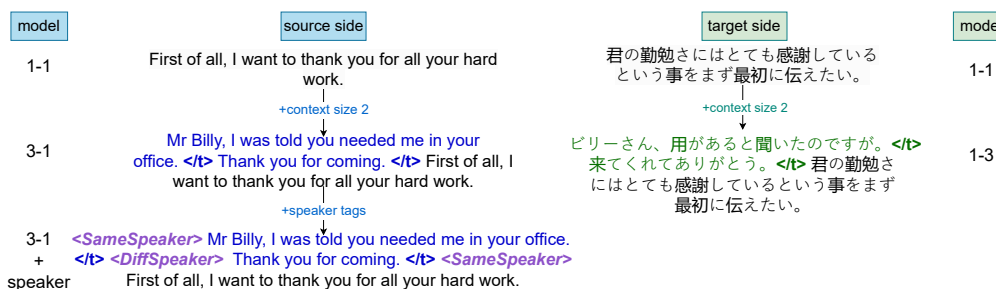 model
source side
target side
mode
1-1
First of all, I want to thank you for all your hard
work.
君の勤勉さにはとても感謝している
という事をまず最初に伝えたい。
1-1
+context size 2
+context size 2
3-1
Mr Billy, I was told you needed me in your
office. </t> Thank you for coming. </t> First of all, I
want to thank you for all your hard work.
ビリーさん、用があると聞いたのですが。</t>
来てくれてありがとう。</t> 君の勤勉さ
にはとても感謝しているという事をまず
最初に伝えたい。
1-3
+speaker tags
3-1
+
speaker
<SameSpeaker> Mr Billy, I was told you needed me in your office.
</t> <DiffSpeaker> Thank you for coming. </t> <SameSpeaker>
First of all, I want to thank you for all your hard work.